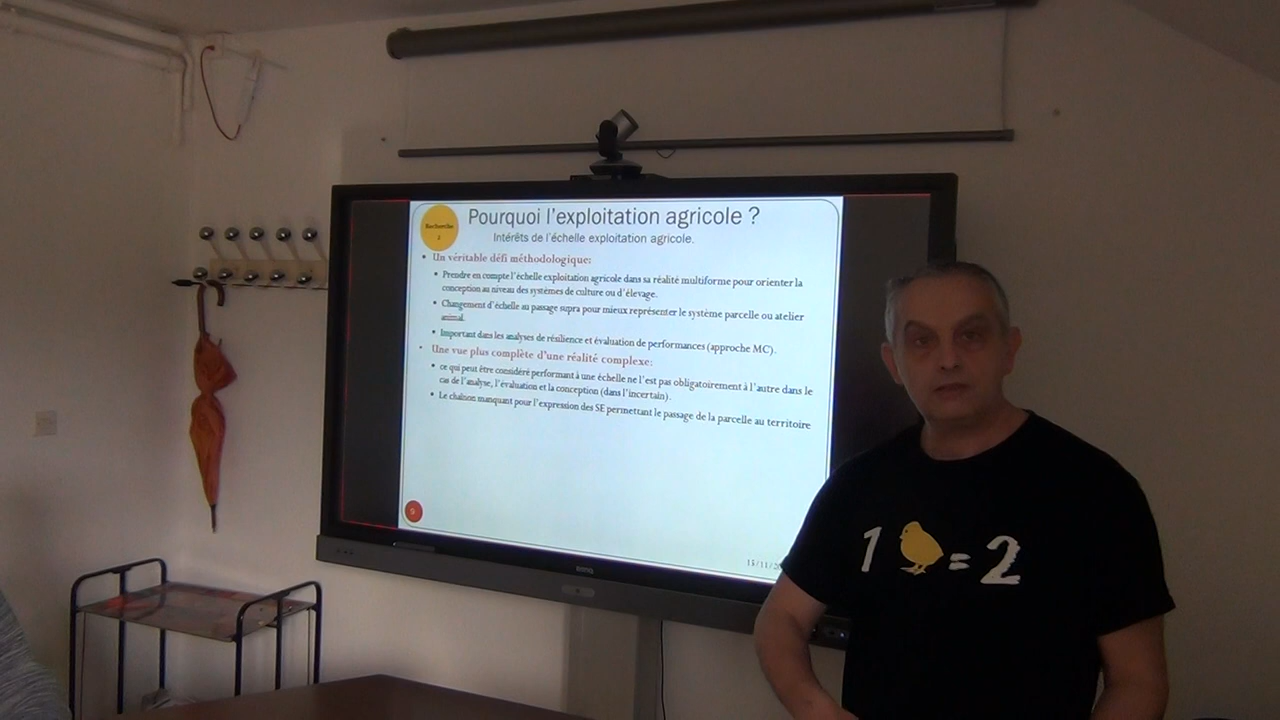 Recherche
Pourquoi l'exploitation agricole ?
Intérêts de l'échelle exploitation agricole.
• Un véritable défi méthodologique:
• Prendre en compte l'échelle exploitation agricole dans sa réalité multiforme pour orienter la
conception au niveau des systèmes de culture ou d'élevage.
• Changement d'échelle au passage supra pour mieux représenter le système parcelle ou atelier
animal.
• Important dans les analyses de résilience et évaluation de performances (approche MC).
• Une vue plus complète d'une réalité complexe:
• ce qui peut être considéré performant à une échelle ne l'est pas obligatoirement à l'autre dans le
cas de l'analyse, l'évaluation et la conception (dans l'incertain).
• Le chaînon manquant pour l'expression des SE permettant le passage de la parcelle au territoire
9
15/11/
BENQ
1 = 2